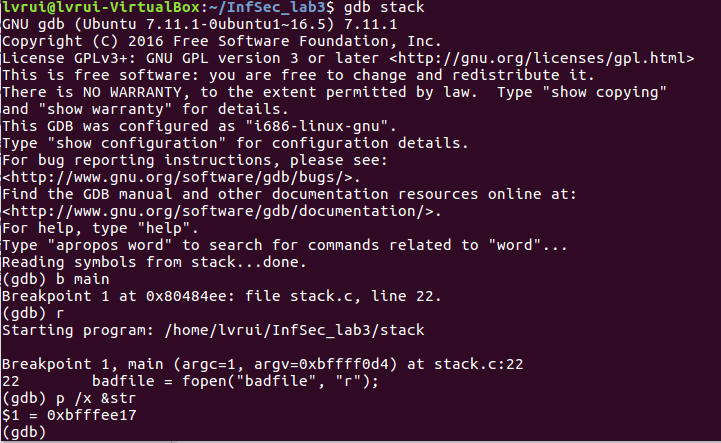 lvrui@lvrui-VirtualBox:~/InfSec_lab3$ gdb stack
GNU gdb (Ubuntu 7.11.1-0ubuntu1~16.5) 7.11.1
Copyright (C) 2016 Free Software Foundation, Inc.
License GPLv3+: GNU GPL version 3 or later <http://gnu.org/licenses/gpl.html>
This is free software: you are free to change and redistribute it.
There is NO WARRANTY, to the extent permitted by law.  Type "show copying"
and "show warranty" for details.
This GDB was configured as "i686-linux-gnu".
Type "show configuration" for configuration details.
For bug reporting instructions, please see:
<http://www.gnu.org/software/gdb/bugs/>.
Find the GDB manual and other documentation resources online at:
<http://www.gnu.org/software/gdb/documentation/>.
For help, type "help".
Type "apropos word" to search for commands related to "word"...
Reading symbols from stack...done.
(gdb) b main
Breakpoint 1 at 0x80484ee: file stack.c, line 22.
(gdb) r
Starting program: /home/lvrui/InfSec_lab3/stack
Breakpoint 1, main (argc=1, argv=0xbffff0d4) at stack.c:22
22        badfile = fopen("badfile", "r");
(gdb) p /x &str
$1 = 0xbfffee17
(gdb)